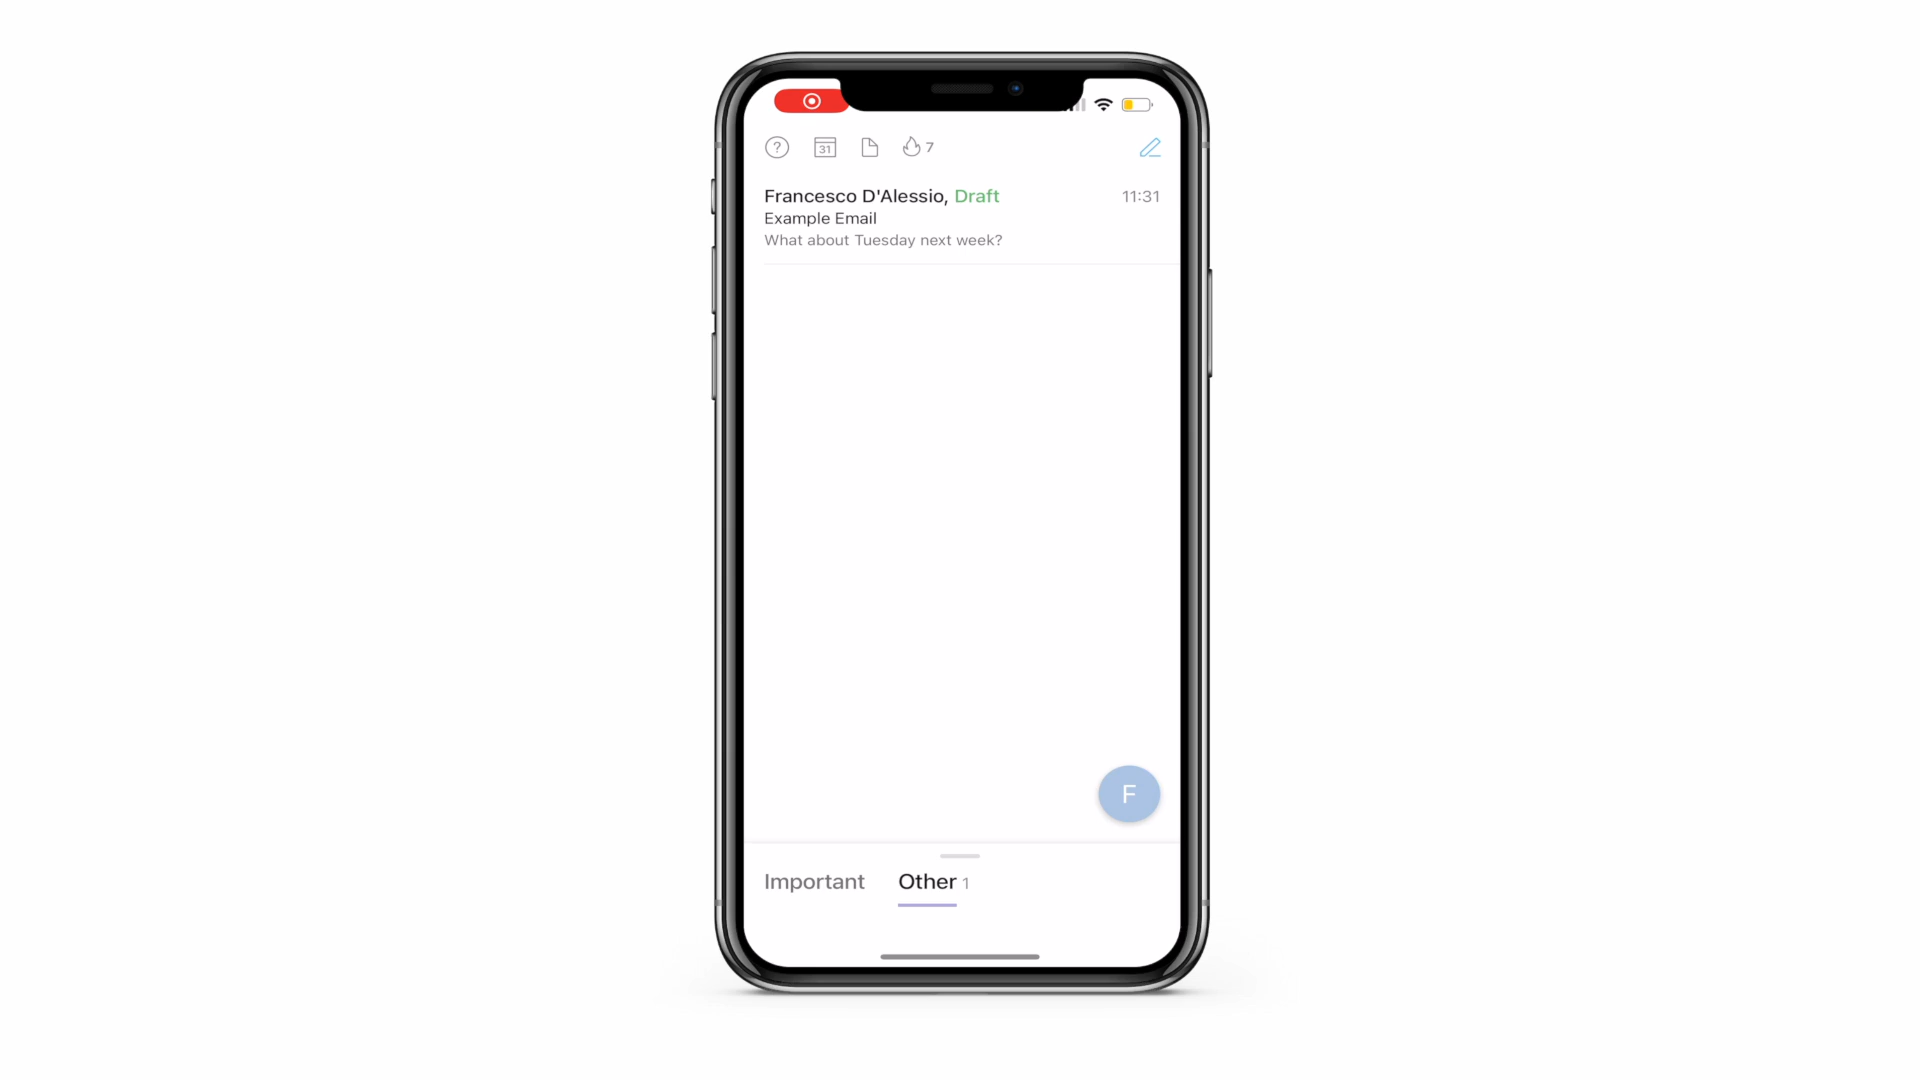 ? 31 7
Francesco D'Alessio, Draft 11:31
Example Email
What about Tuesday next week?
F
Important Other 1